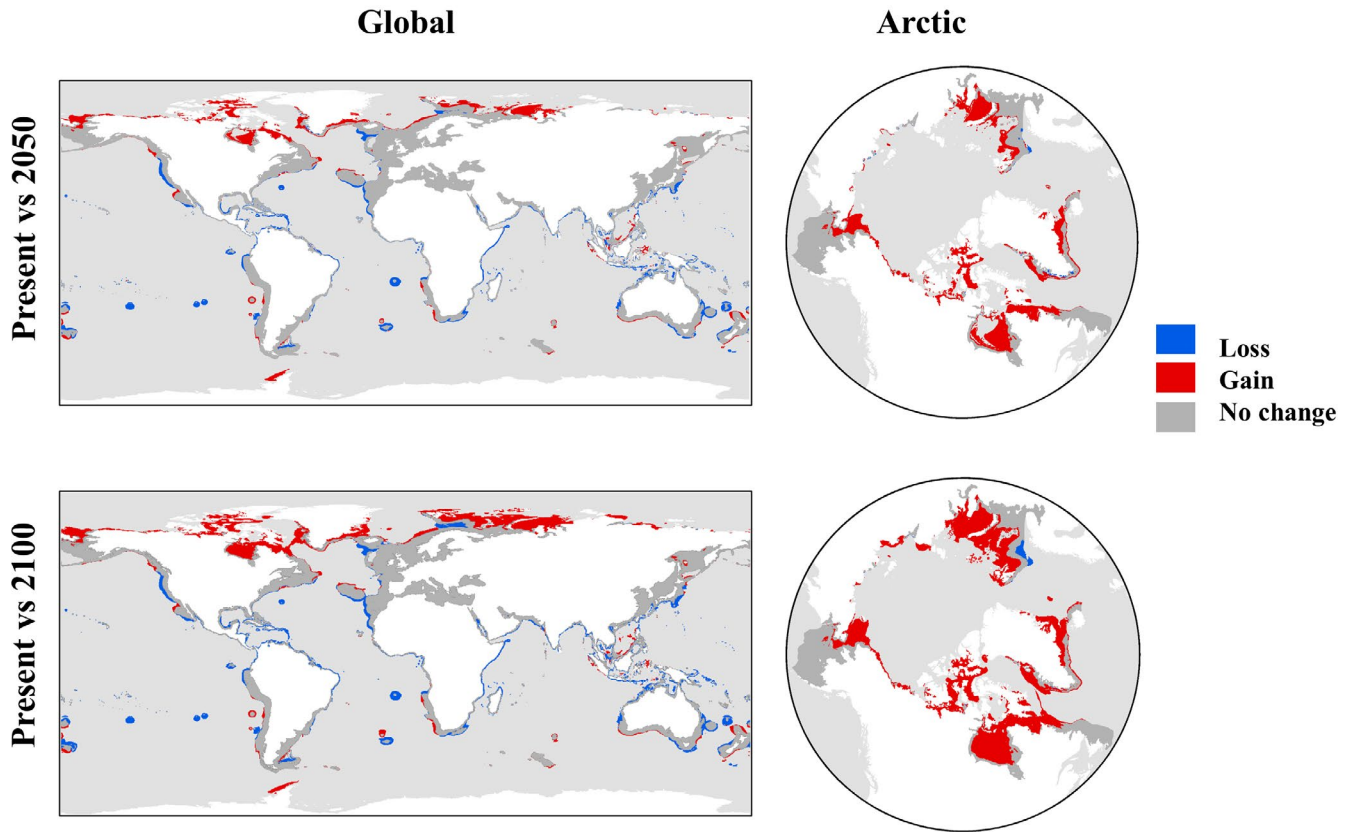 Global
Arctic
Present vs 2050
Loss
Gain
No change
Present vs 2100